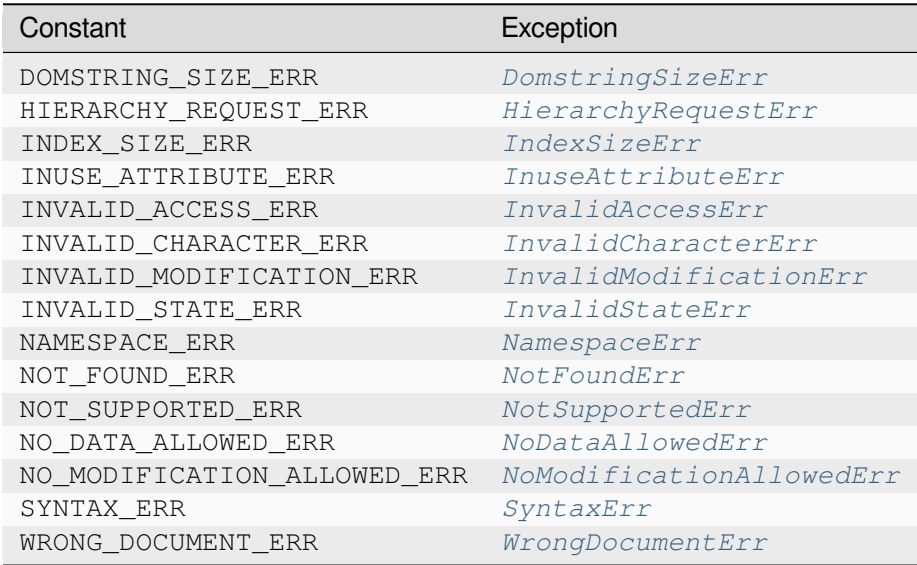 Constant Exception
DOMSTRING_SIZE_ERR DomstringSizeErr
HIERARCHY_REQUEST_ERR HierarchyRequestErr
INDEX_SIZE_ERR IndexSizeErr
INUSE_ATTRIBUTE_ERR InuseAttributeErr
INVALID_ACCESS_ERR InvalidAccessErr
INVALID_CHARACTER_ERR InvalidCharacterErr
INVALID_MODIFICATION_ERR InvalidModificationErr
INVALID_STATE_ERR InvalidStateErr
NAMESPACE_ERR NamespaceErr
NOT_FOUND_ERR NotFoundErr
NOT_SUPPORTED_ERR NotSupportedErr
NO_DATA_ALLOWED_ERR NoDataAllowedErr
NO_MODIFICATION_ALLOWED_ERR NoModificationAllowedErr
SYNTAX_ERR SyntaxErr
WRONG_DOCUMENT_ERR WrongDocumentErr